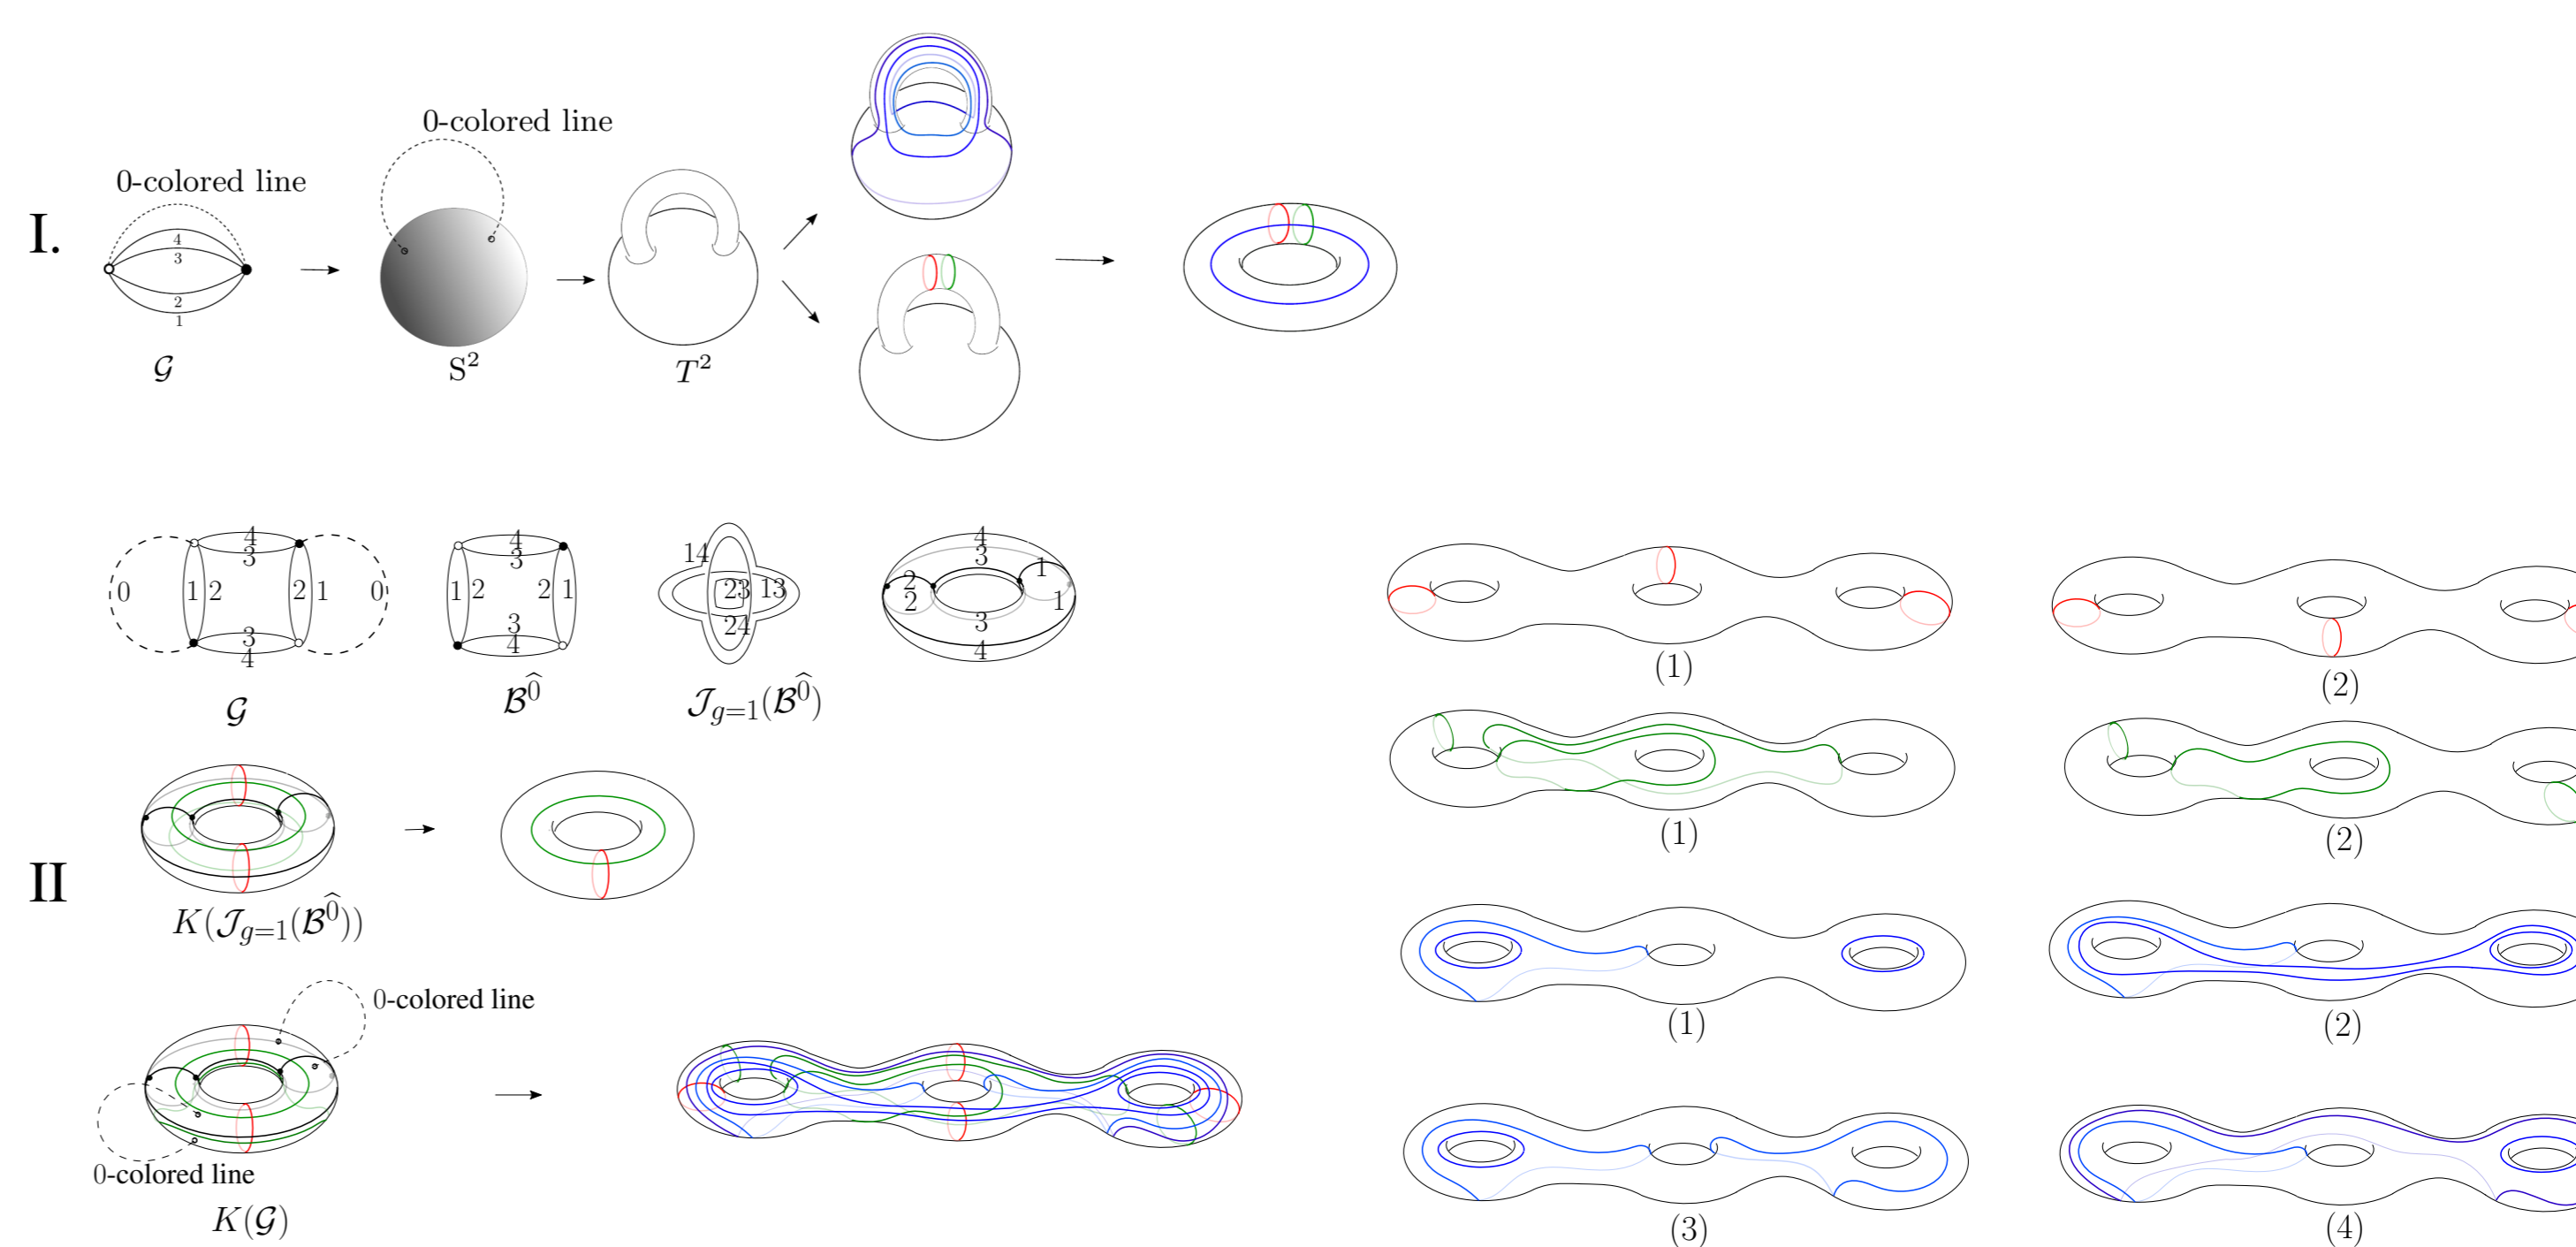 I.
0-colored line
4
3
2
1
𝒢
0-colored line
S²
T²
0 1 2 4 3 2 1 0
3
4
𝒢
4
3
1 2 2 1
3
4
ℬ^{\widehat{0}}
14
23 13
24
𝒥_{g=1}(ℬ^{\widehat{0}})
4
3
2 1
2 1
3
4
II
K(𝒥_{g=1}(ℬ^{\widehat{0}}))
0-colored line
0-colored line
K(𝒢)
(1)
(2)
(1)
(2)
(1)
(2)
(3)
(4)